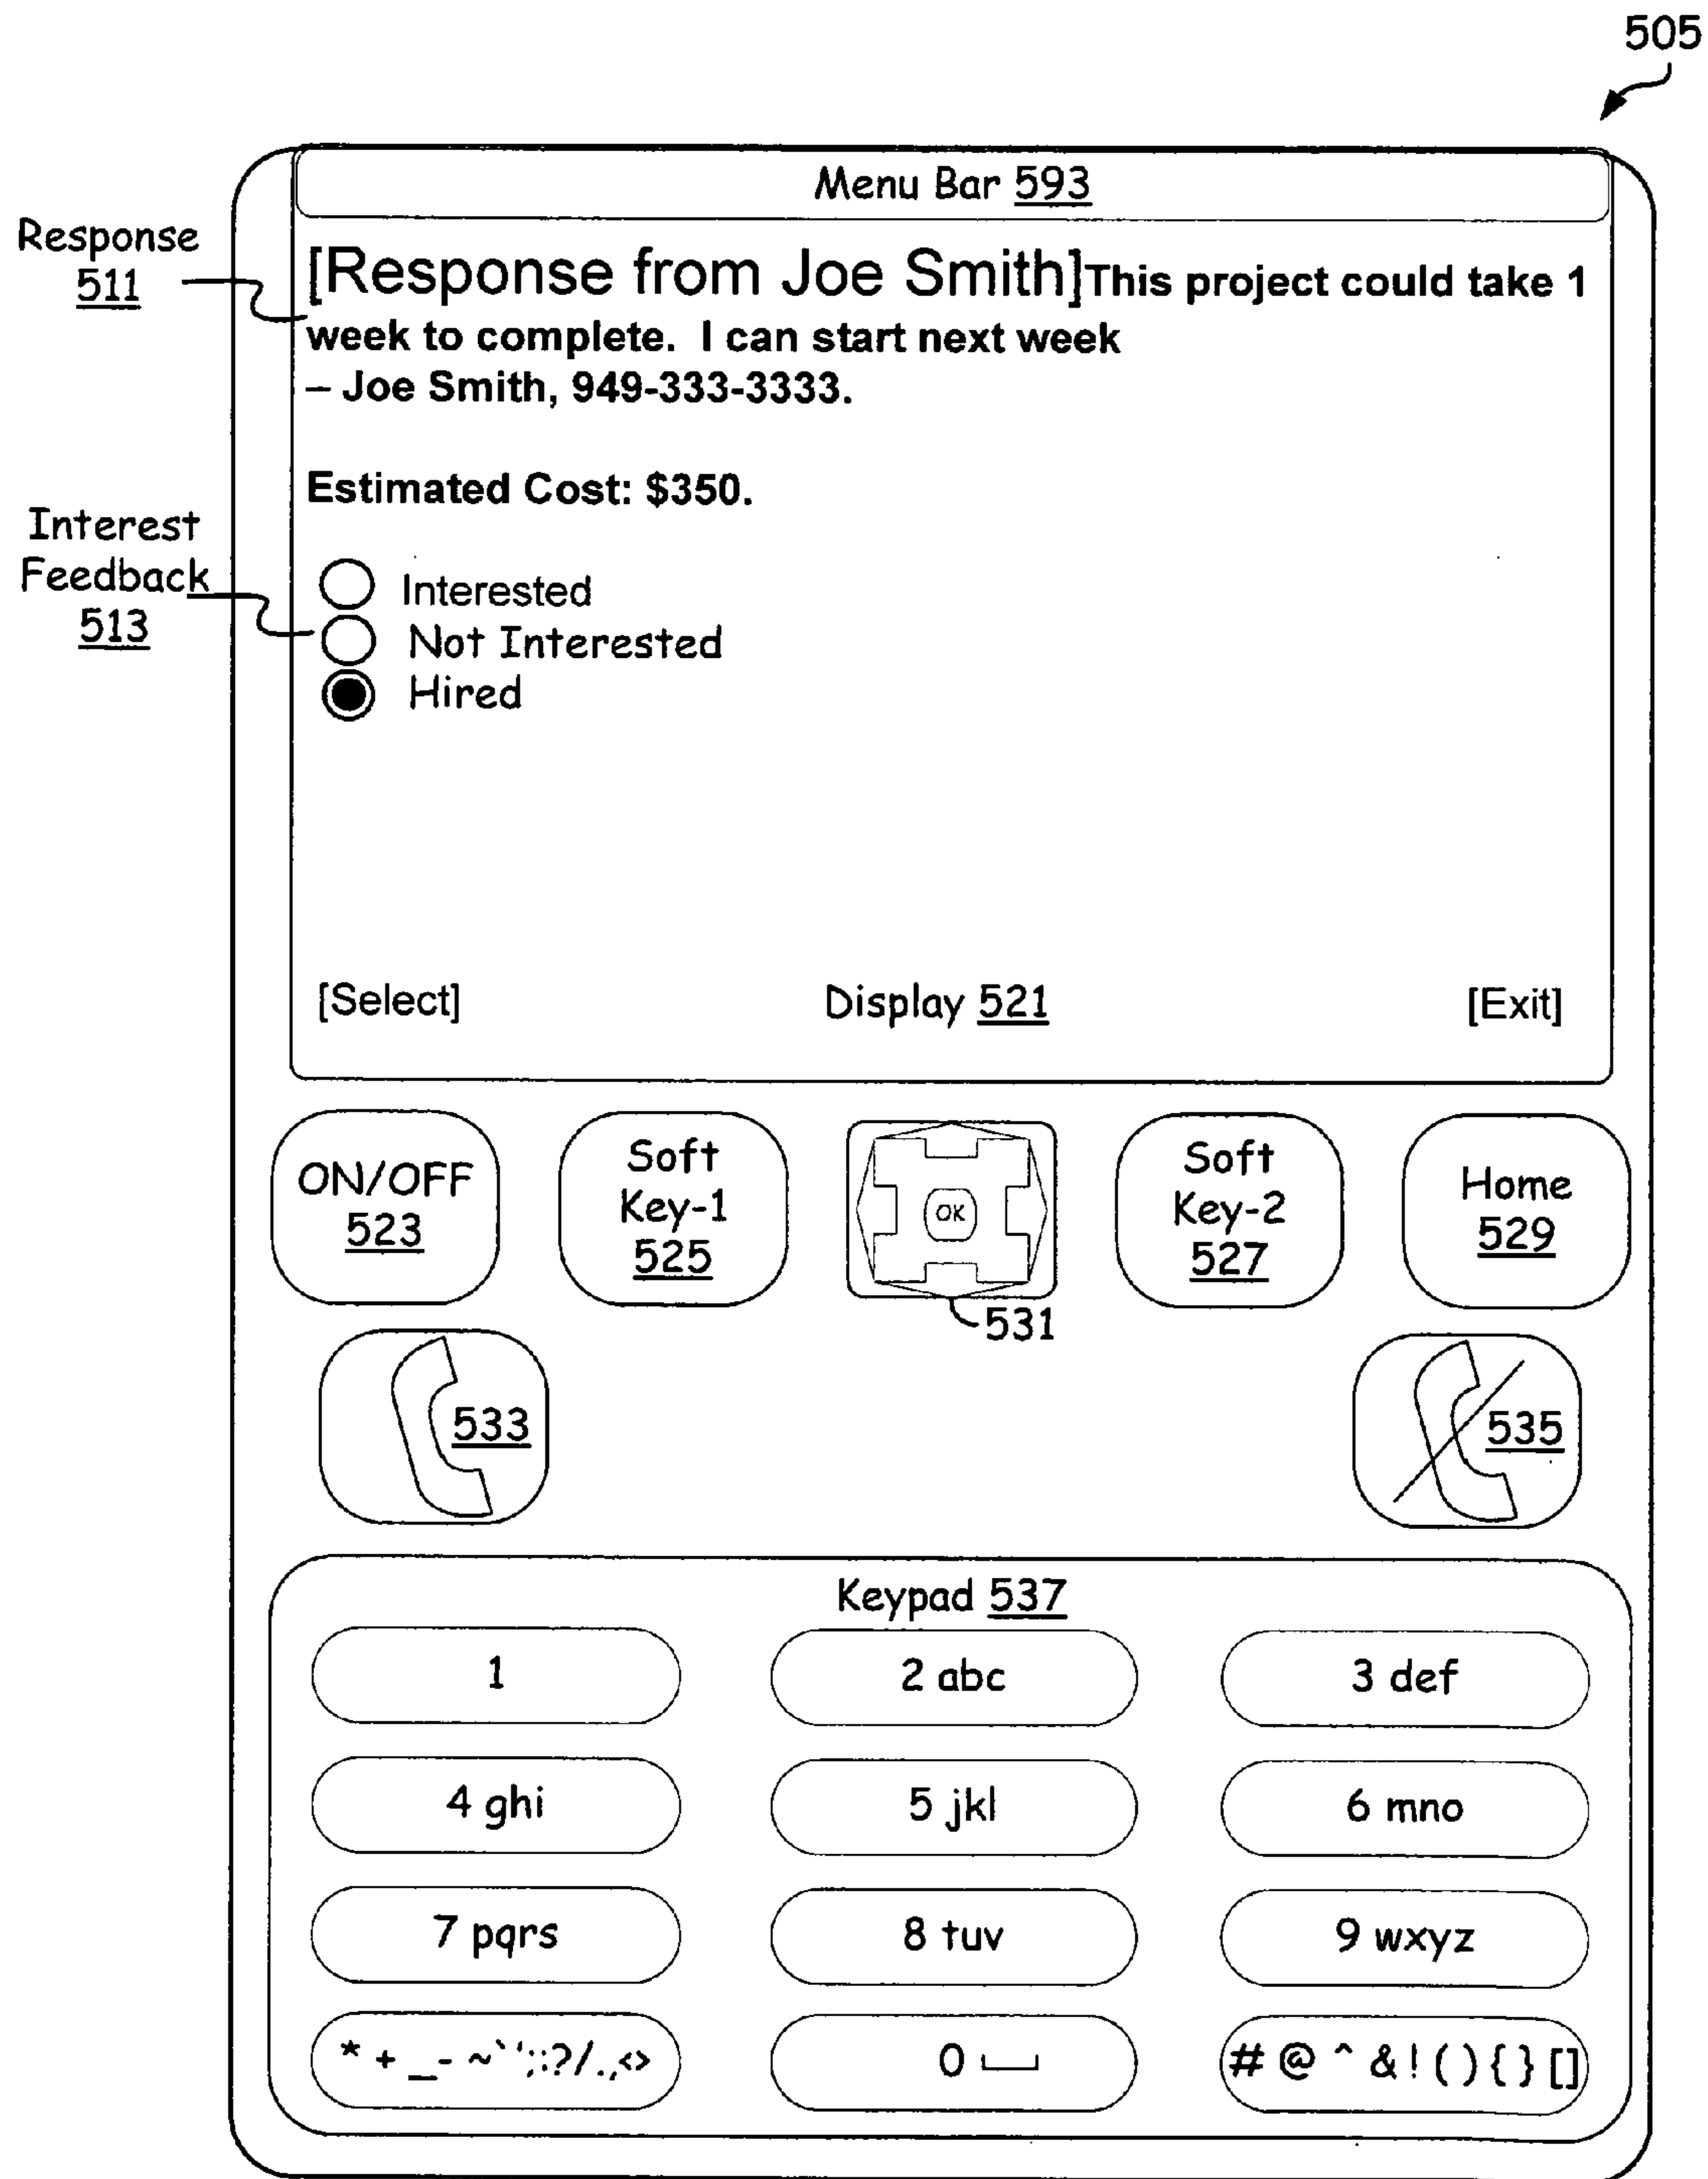 505
Menu Bar 593
Response
511
[Response from Joe Smith]This project could take 1
week to complete.  I can start next week
– Joe Smith, 949-333-3333.
Estimated Cost: $350.
Interest
Feedback
513
Interested
Not Interested
Hired
[Select]
Display 521
[Exit]
ON/OFF
523
Soft
Key-1
525
OK
531
Soft
Key-2
527
Home
529
533
535
Keypad 537
1
2 abc
3 def
4 ghi
5 jkl
6 mno
7 pqrs
8 tuv
9 wxyz
* + _- ~`';:?/.,<>
0
# @ ^ & ! ( ) { } []